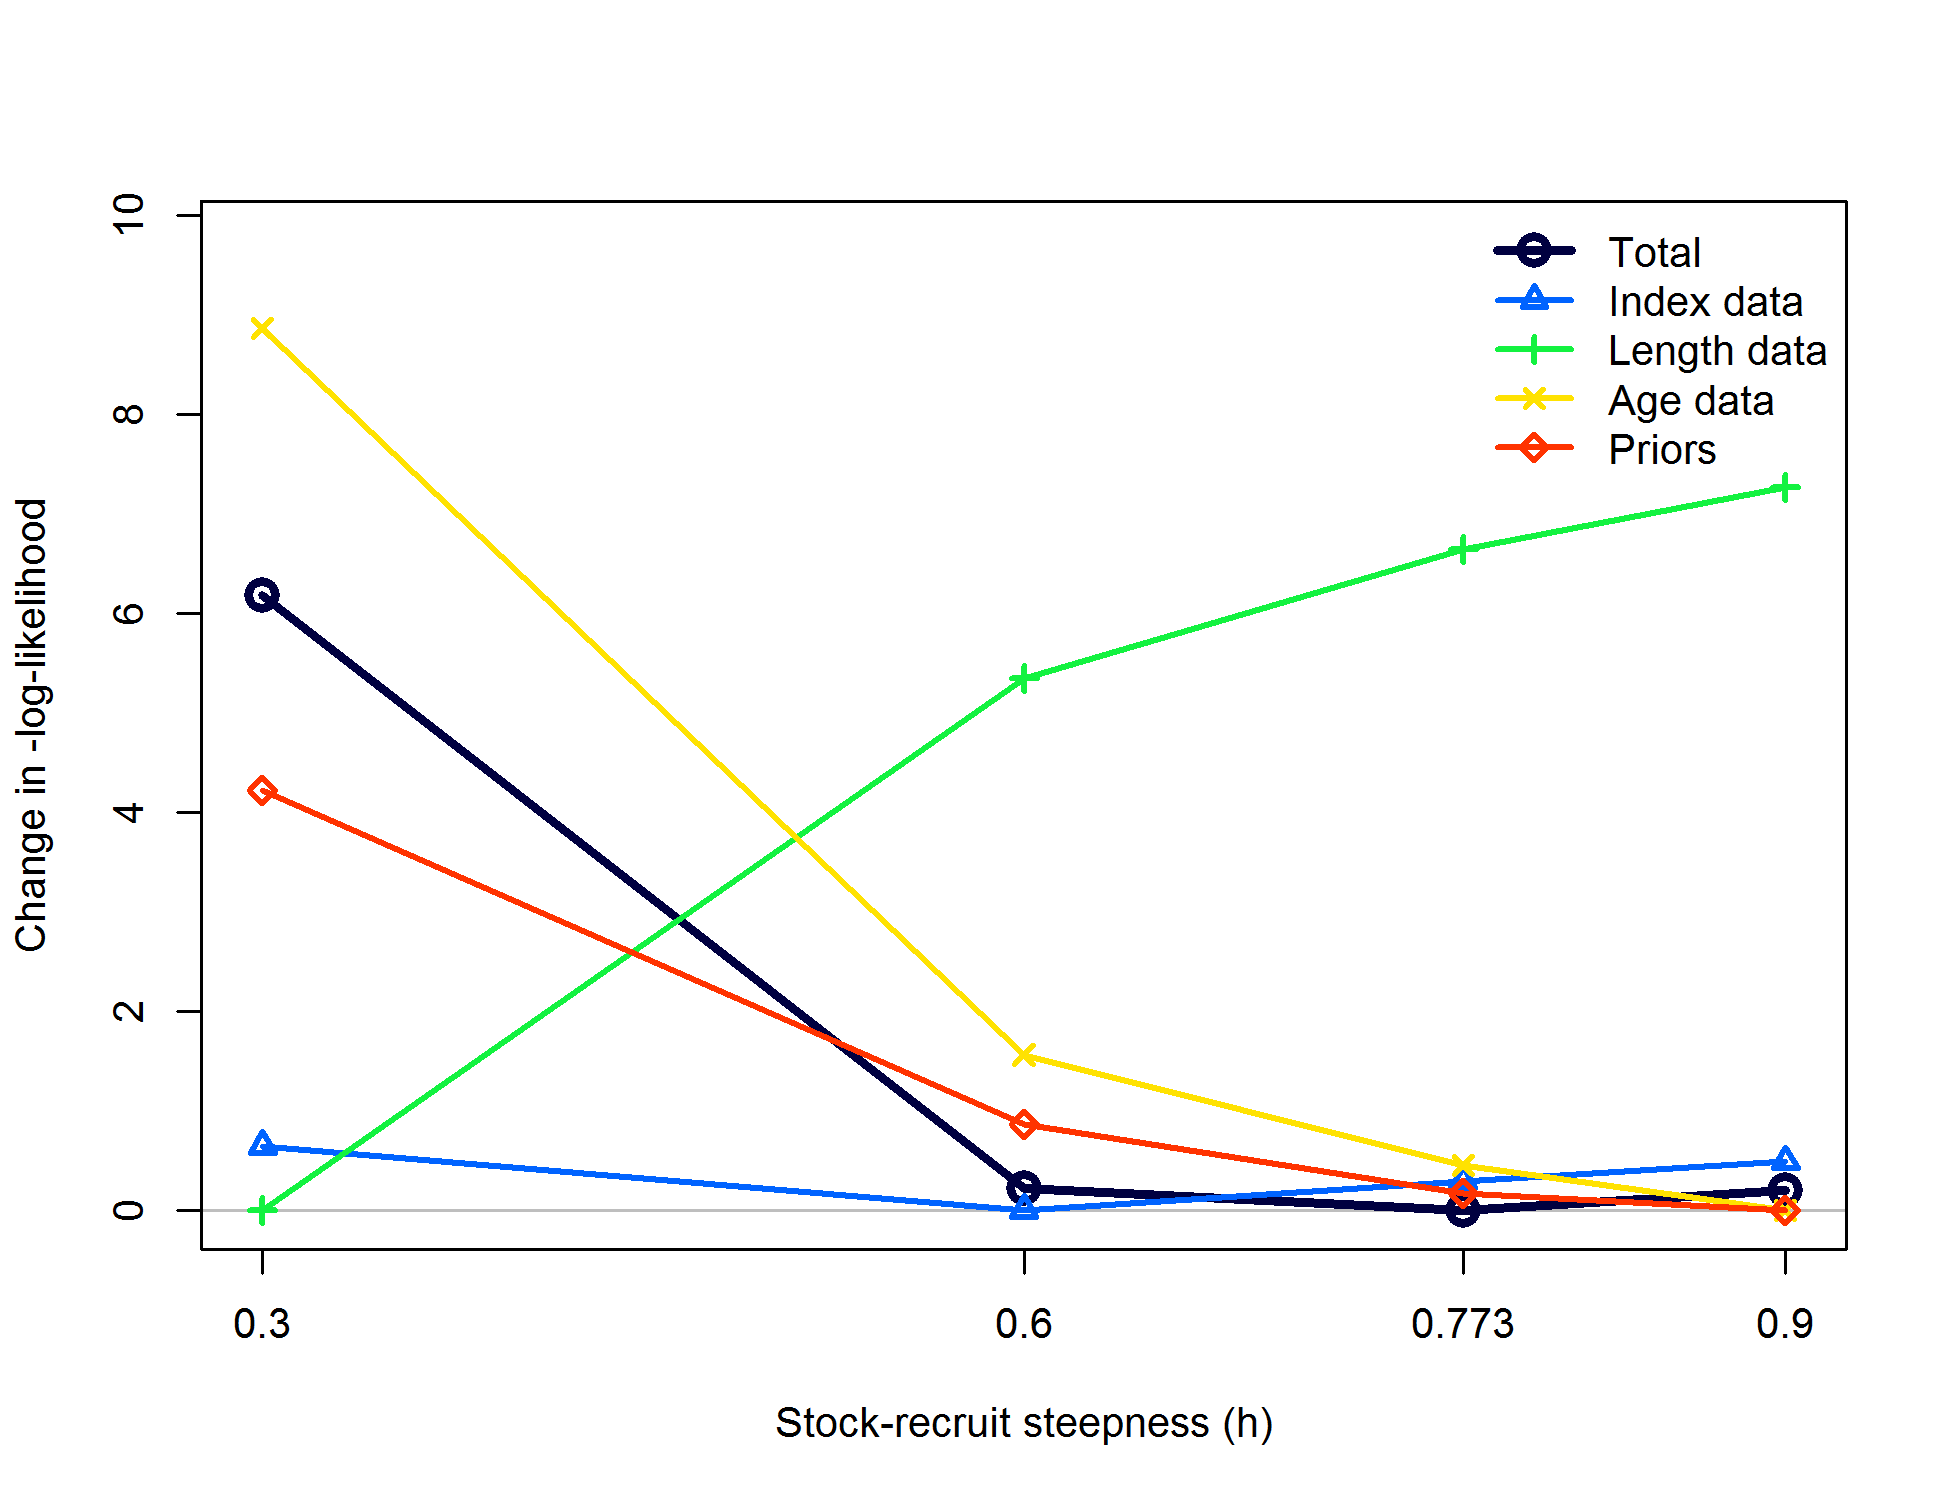 Total
Index data
Length data
Age data
Priors
Change in -log-likelihood
10
8
6
4
2
0
0.3 0.6 0.773 0.9
Stock-recruit steepness (h)